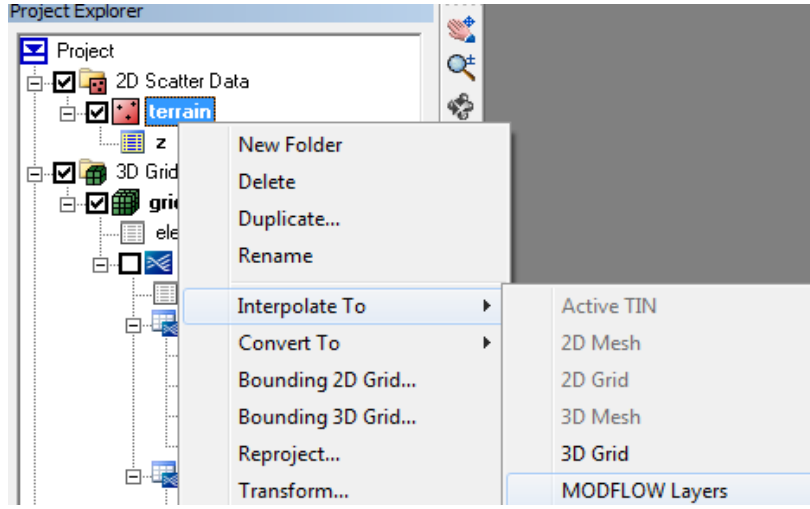 Project Explorer
Project
2D Scatter Data
terrain
z
3D Grid
gri
ele
New Folder
Delete
Duplicate...
Rename
Interpolate To
Convert To
Bounding 2D Grid...
Bounding 3D Grid...
Reproject...
Transform...
Active TIN
2D Mesh
2D Grid
3D Mesh
3D Grid
MODFLOW Layers